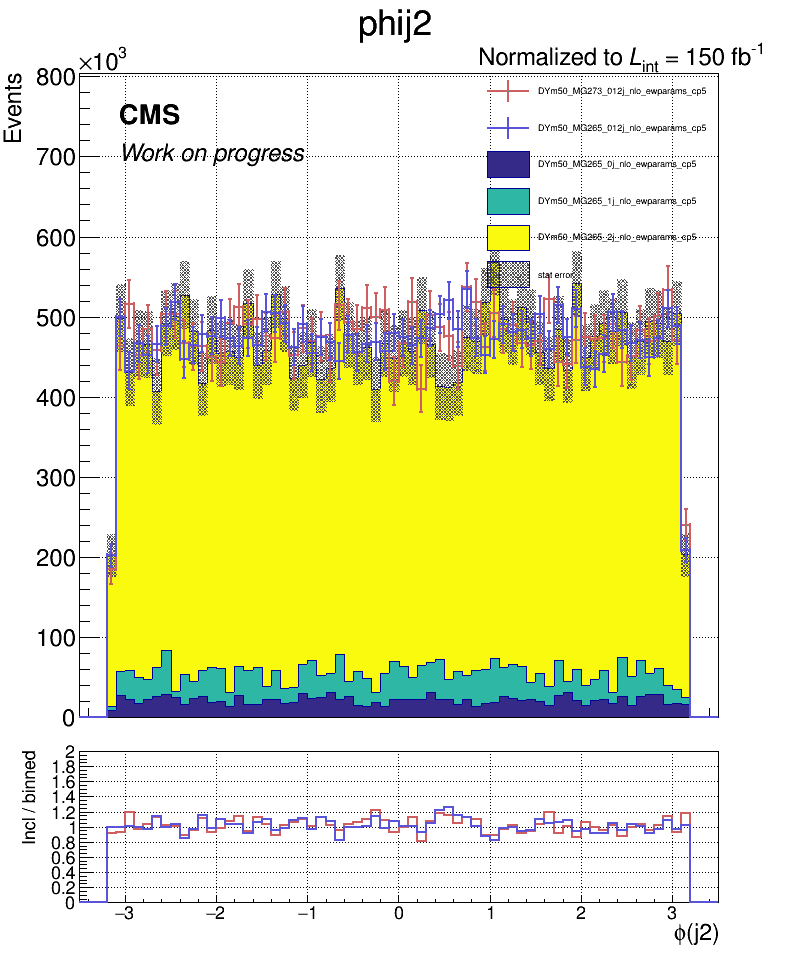 phij2
Normalized to Lint = 150 fb-1
×10³
Events
CMS
Work on progress
DYm50_MG273_012j_nlo_ewparams_cp5
DYm50_MG265_012j_nlo_ewparams_cp5
DYm50_MG265_0j_nlo_ewparams_cp5
DYm50_MG265_1j_nlo_ewparams_cp5
DYm50_MG265_2j_nlo_ewparams_cp5
stat error
800
700
600
500
400
300
200
100
0
Incl / binned
2
1.8
1.6
1.4
1.2
1
0.8
0.6
0.4
0.2
0
−3 −2 −1 0 1 2 3
ϕ(j2)